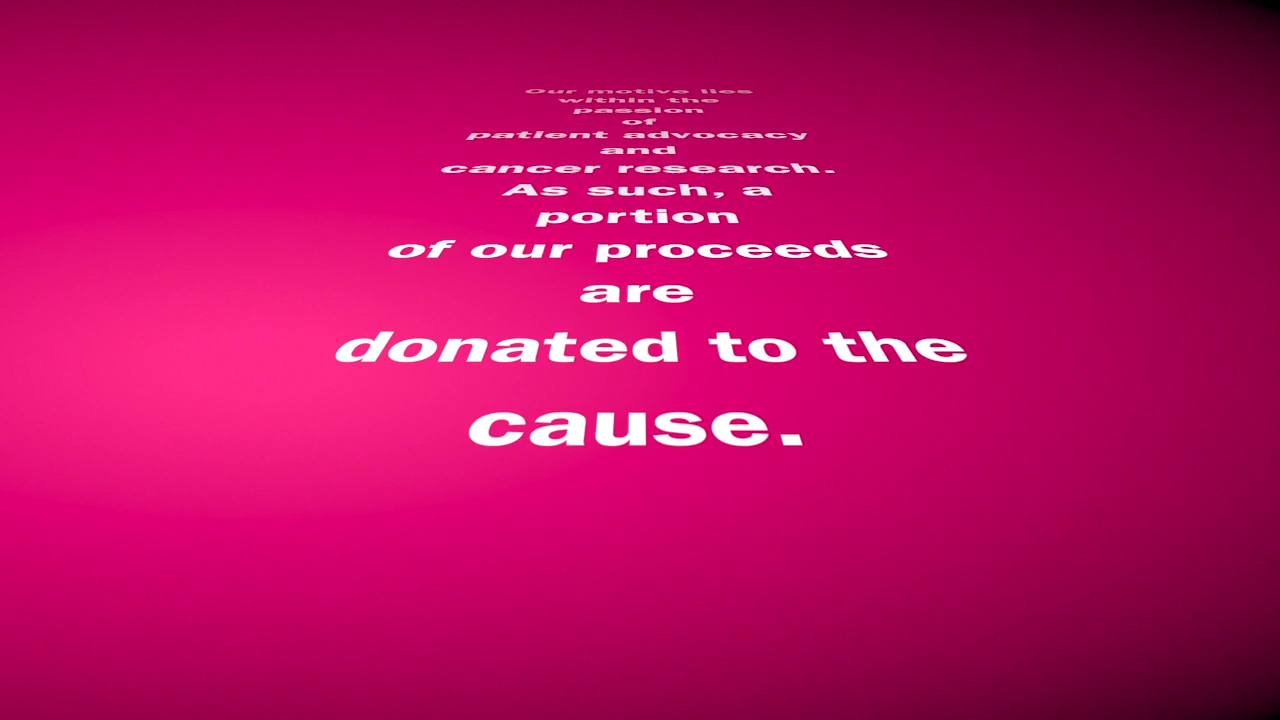 Our motive lies
within the
passion
of
patient advocacy
and
cancer research.
As such, a
portion
of our proceeds
are
donated to the
cause.